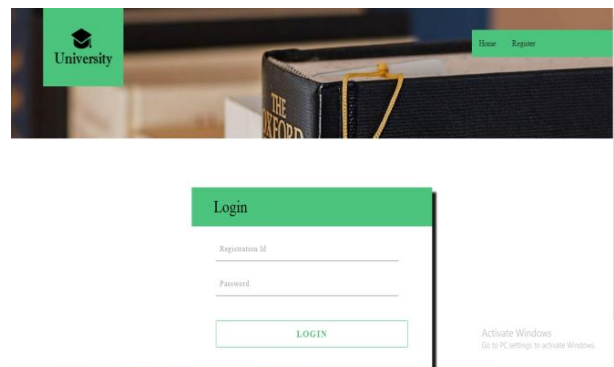 University
Home Register
THE
OXFORD
Login
Registration Id
Password
LOGIN
Activate Windows
Go to PC settings to activate Windows.